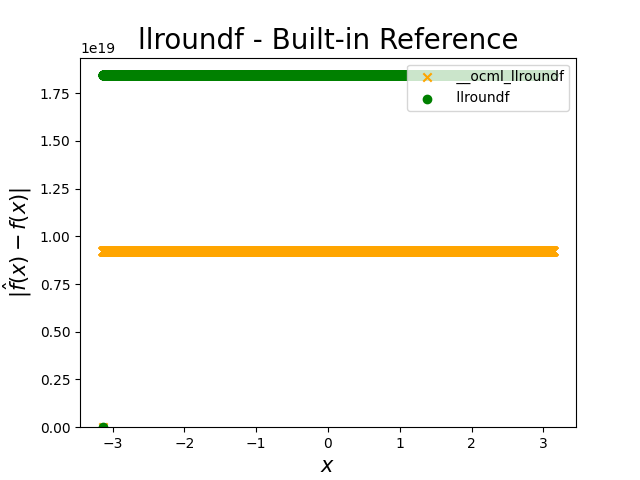 llroundf - Built-in Reference
1e19
1.75
1.50
1.25
1.00
0.75
0.50
0.25
0.00
|f̂(x) − f(x)|
__ocml_llroundf
llroundf
−3
−2
−1
0
1
2
3
x